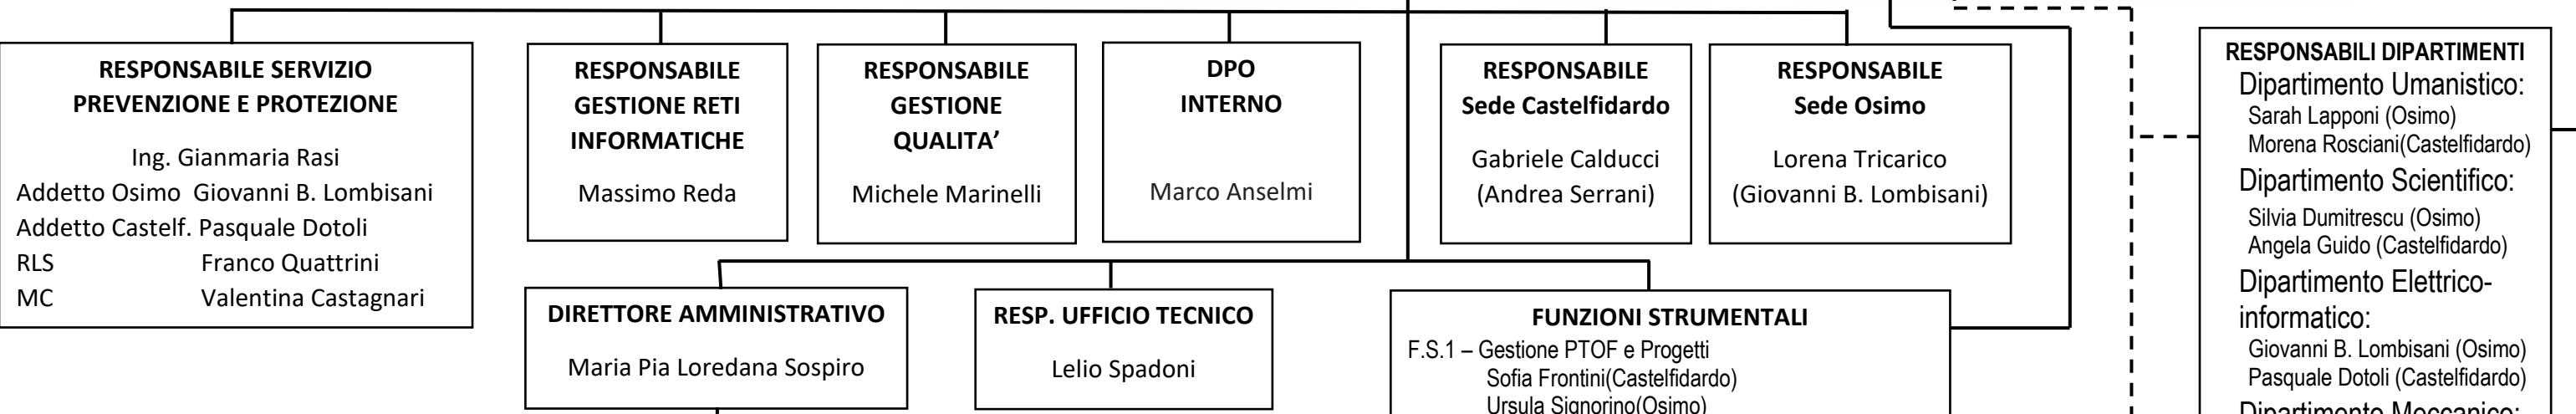 RESPONSABILE SERVIZIO
PREVENZIONE E PROTEZIONE
Ing. Gianmaria Rasi
Addetto Osimo Giovanni B. Lombisani
Addetto Castelf. Pasquale Dotoli
RLS Franco Quattrini
MC Valentina Castagnari
RESPONSABILE
GESTIONE RETI
INFORMATICHE
Massimo Reda
RESPONSABILE
GESTIONE
QUALITA’
Michele Marinelli
DPO
INTERNO
Marco Anselmi
RESPONSABILE
Sede Castelfidardo
Gabriele Calducci
(Andrea Serrani)
RESPONSABILE
Sede Osimo
Lorena Tricarico
(Giovanni B. Lombisani)
RESPONSABILI DIPARTIMENTI
Dipartimento Umanistico:
Sarah Lapponi (Osimo)
Morena Rosciani(Castelfidardo)
Dipartimento Scientifico:
Silvia Dumitrescu (Osimo)
Angela Guido (Castelfidardo)
Dipartimento Elettrico-
informatico:
Giovanni B. Lombisani (Osimo)
Pasquale Dotoli (Castelfidardo)
Dipartimento Meccanico:
DIRETTORE AMMINISTRATIVO
Maria Pia Loredana Sospiro
RESP. UFFICIO TECNICO
Lelio Spadoni
FUNZIONI STRUMENTALI
F.S.1 – Gestione PTOF e Progetti
Sofia Frontini(Castelfidardo)
Ursula Signorino(Osimo)